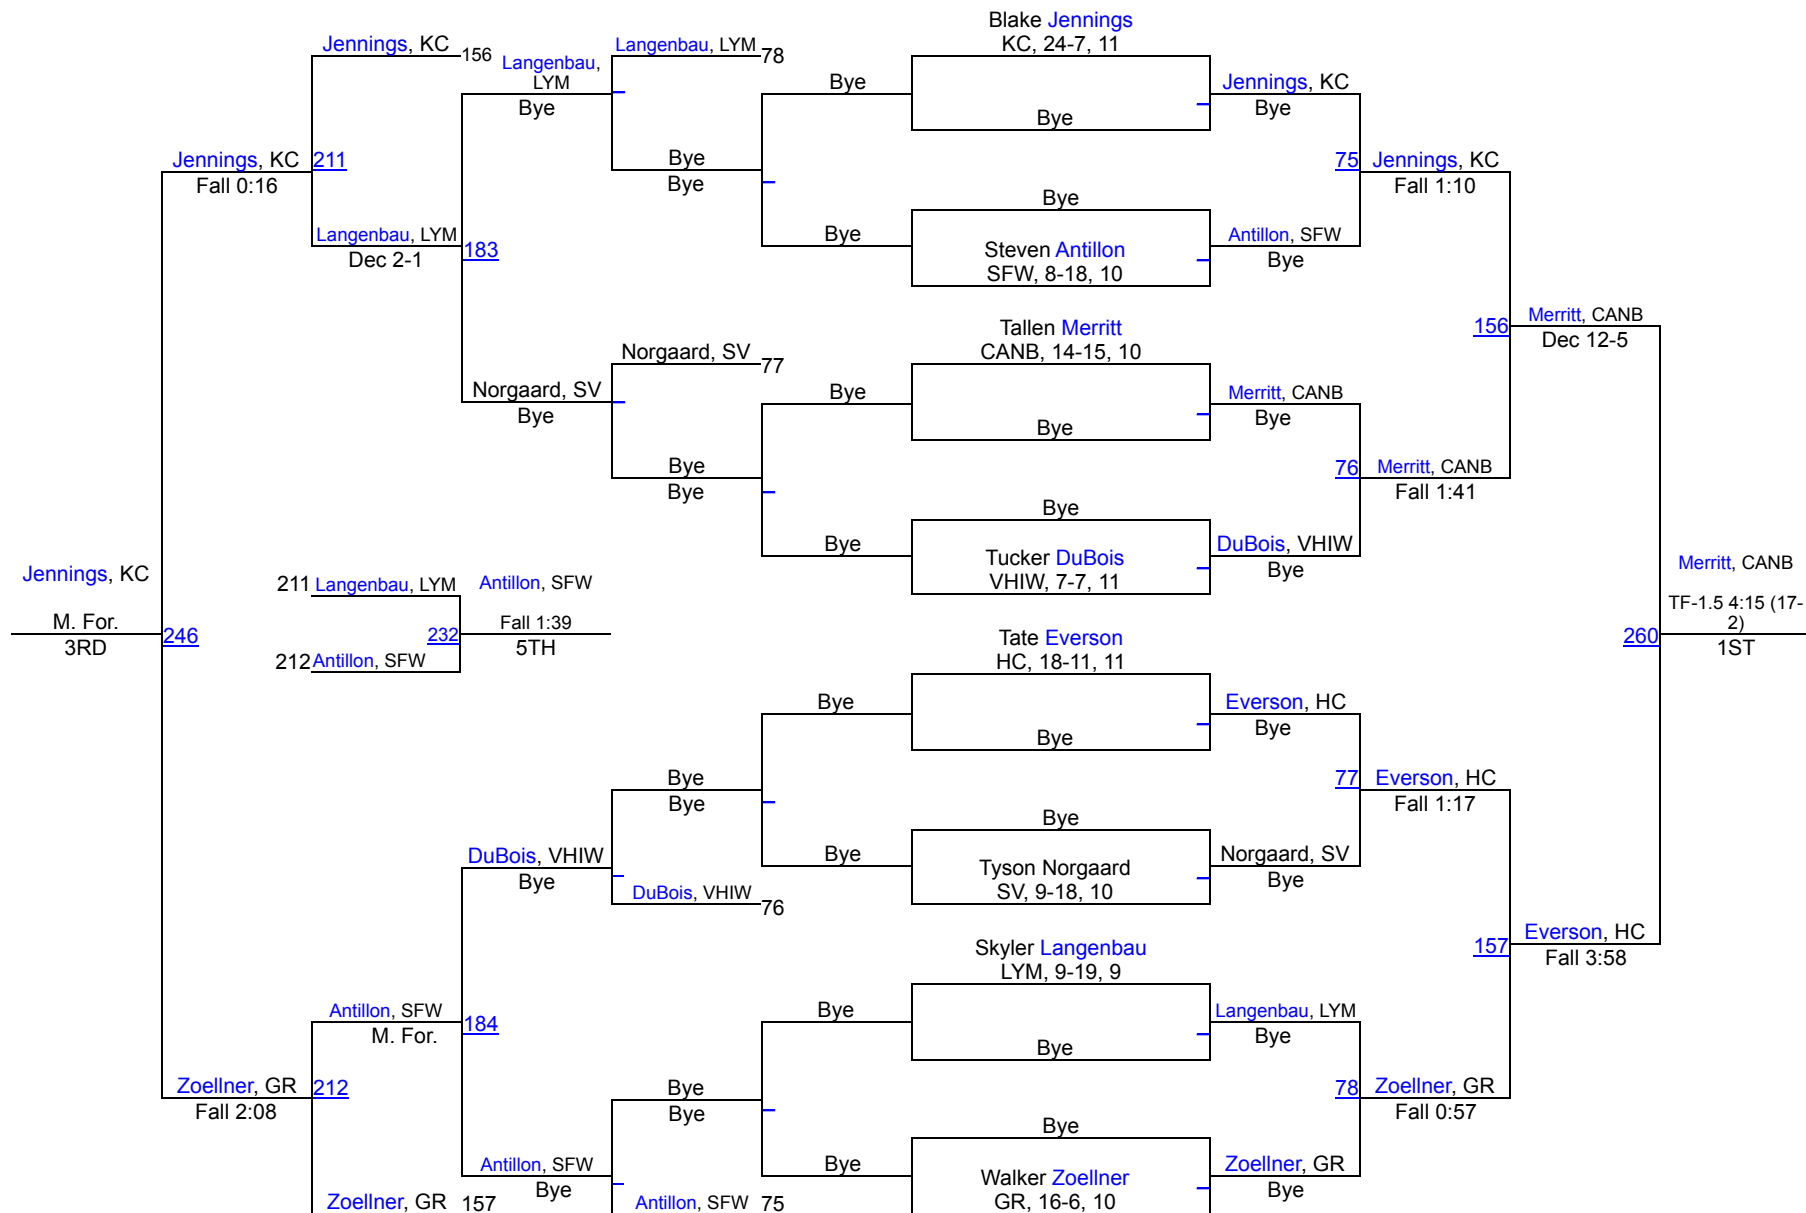 Blake Jennings
KC, 24-7, 11
Jennings, KC
156
Langenbau,
LYM
Bye
Langenbau, LYM
78
Bye
Bye
Jennings, KC
Bye
Jennings, KC
Fall 0:16
211
Bye
Bye
75
Jennings, KC
Fall 1:10
Langenbau, LYM
Dec 2-1
183
Bye
Bye
Steven Antillon
SFW, 8-18, 10
Antillon, SFW
Bye
156
Merritt, CANB
Dec 12-5
Tallen Merritt
CANB, 14-15, 10
Norgaard, SV
77
Norgaard, SV
Bye
Bye
Bye
Merritt, CANB
Bye
Bye
Bye
76
Merritt, CANB
Fall 1:41
Bye
Bye
Tucker DuBois
VHIW, 7-7, 11
DuBois, VHIW
Bye
Jennings, KC
M. For.
3RD
246
211
Langenbau, LYM
Antillon, SFW
232
Fall 1:39
5TH
212
Antillon, SFW
Merritt, CANB
TF-1.5 4:15 (17-
2)
1ST
260
Tate Everson
HC, 18-11, 11
Bye
Bye
Everson, HC
Bye
Bye
Bye
77
Everson, HC
Fall 1:17
DuBois, VHIW
Bye
DuBois, VHIW
76
Bye
Bye
Tyson Norgaard
SV, 9-18, 10
Norgaard, SV
Bye
157
Everson, HC
Fall 3:58
Skyler Langenbau
LYM, 9-19, 9
Antillon, SFW
M. For.
184
Bye
Bye
Langenbau, LYM
Bye
Zoellner, GR
Fall 2:08
212
Bye
Bye
78
Zoellner, GR
Fall 0:57
Bye
Bye
Walker Zoellner
GR, 16-6, 10
Zoellner, GR
Bye
Antillon, SFW
Bye
Zoellner, GR
157
Antillon, SFW
75